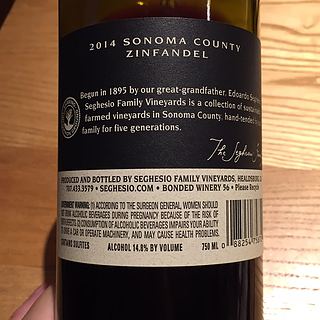 2014 SONOMA COUNTY
ZINFANDEL
Begun in 1895 by our great-grandfather, Edoardo
Seghesio Family Vineyards is a collection of
farmed vineyards in Sonoma County, hand-tended
family for five generations.
The Seghesio
PRODUCED AND BOTTLED BY SEGHESIO FAMILY VINEYARDS, HEALDSBURG
707.433.3579 • SEGHESIO.COM • BONDED WINERY 56 • Please Recycle
GOVERNMENT WARNING: (1) ACCORDING TO THE SURGEON GENERAL, WOMEN SHOULD
NOT DRINK ALCOHOLIC BEVERAGES DURING PREGNANCY BECAUSE OF THE RISK OF
BIRTH DEFECTS. (2) CONSUMPTION OF ALCOHOLIC BEVERAGES IMPAIRS YOUR ABILITY
TO DRIVE A CAR OR OPERATE MACHINERY, AND MAY CAUSE HEALTH PROBLEMS.
CONTAINS SULFITES ALCOHOL 14.8% BY VOLUME 750 ML